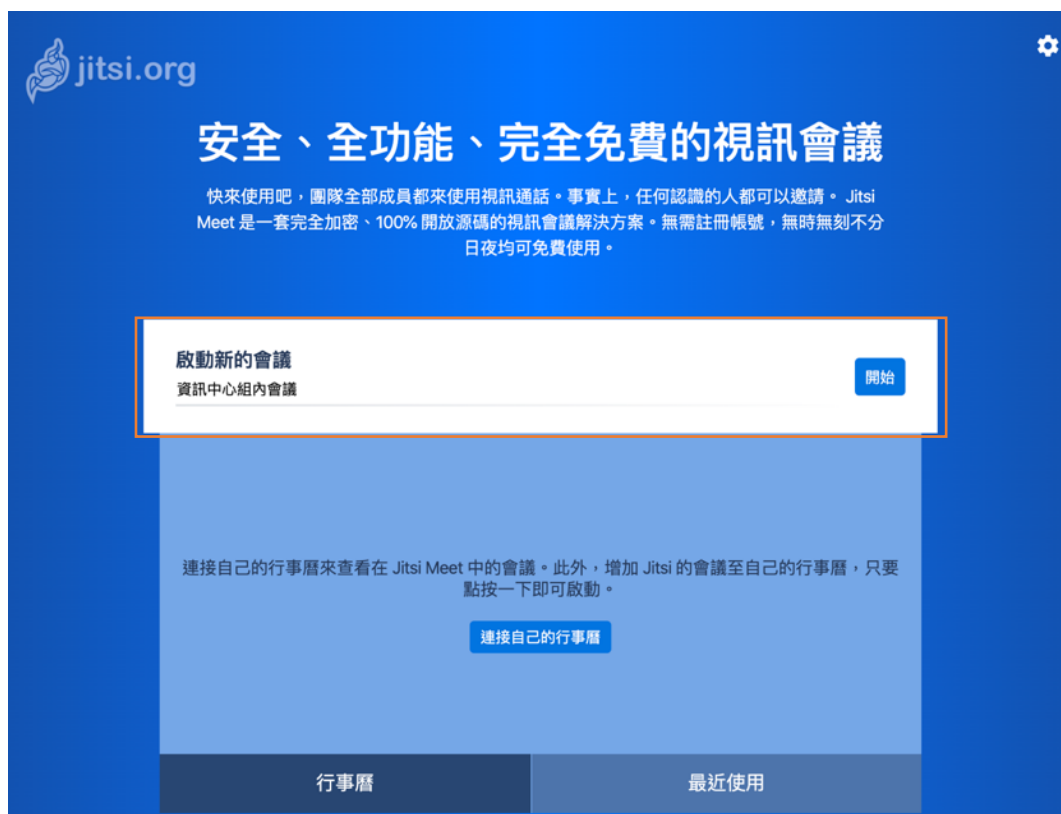 jitsi.org
安全、全功能、完全免費的視訊會議
快來使用吧，團隊全部成員都來使用視訊通話。事實上，任何認識的人都可以邀請。 Jitsi
Meet 是一套完全加密、100% 開放源碼的視訊會議解決方案。無需註冊帳號，無時無刻不分
日夜均可免費使用。
啟動新的會議
資訊中心組內會議
開始
連接自己的行事曆來查看在 Jitsi Meet 中的會議。此外，增加 Jitsi 的會議至自己的行事曆，只要
點按一下即可啟動。
連接自己的行事曆
行事曆
最近使用